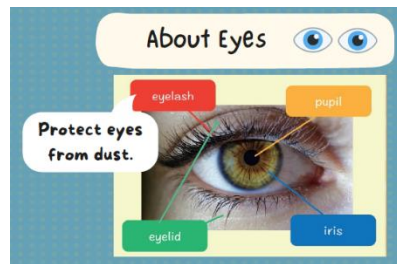 About Eyes
eyelash
pupil
Protect eyes
from dust.
eyelid
iris